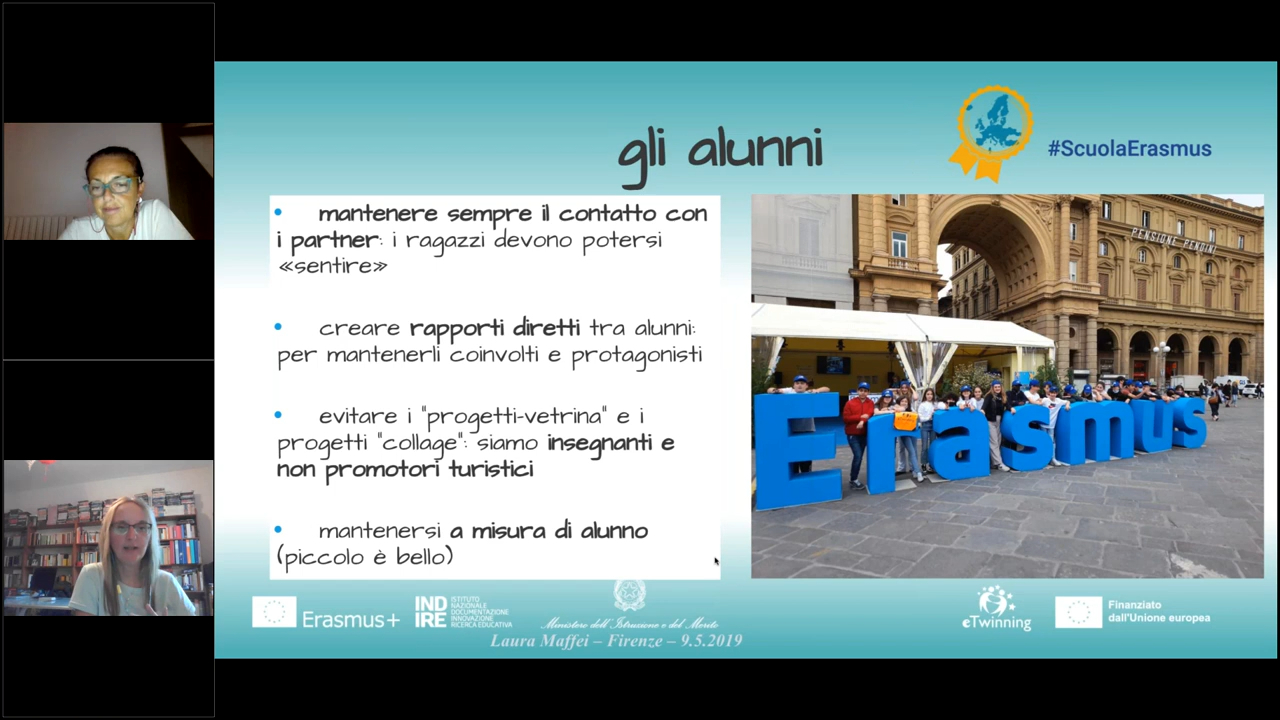 gli alunni
#ScuolaErasmus
• mantenere sempre il contatto con
i partner: i ragazzi devono potersi
«sentire»
• creare rapporti diretti tra alunni:
per mantenerli coinvolti e protagonisti
• evitare i "progetti-vetrina" e i
progetti "collage": siamo insegnanti e
non promotori turistici
• mantenersi a misura di alunno
(piccolo è bello)
PENSIONE PENDINI
Erasmus
Erasmus+
INDIRE
ISTITUTO
NAZIONALE
DOCUMENTAZIONE
INNOVAZIONE
RICERCA EDUCATIVA
Ministero dell'Istruzione e del Merito
Laura Maffei – Firenze – 9.5.2019
eTwinning
Finanziato
dall'Unione europea